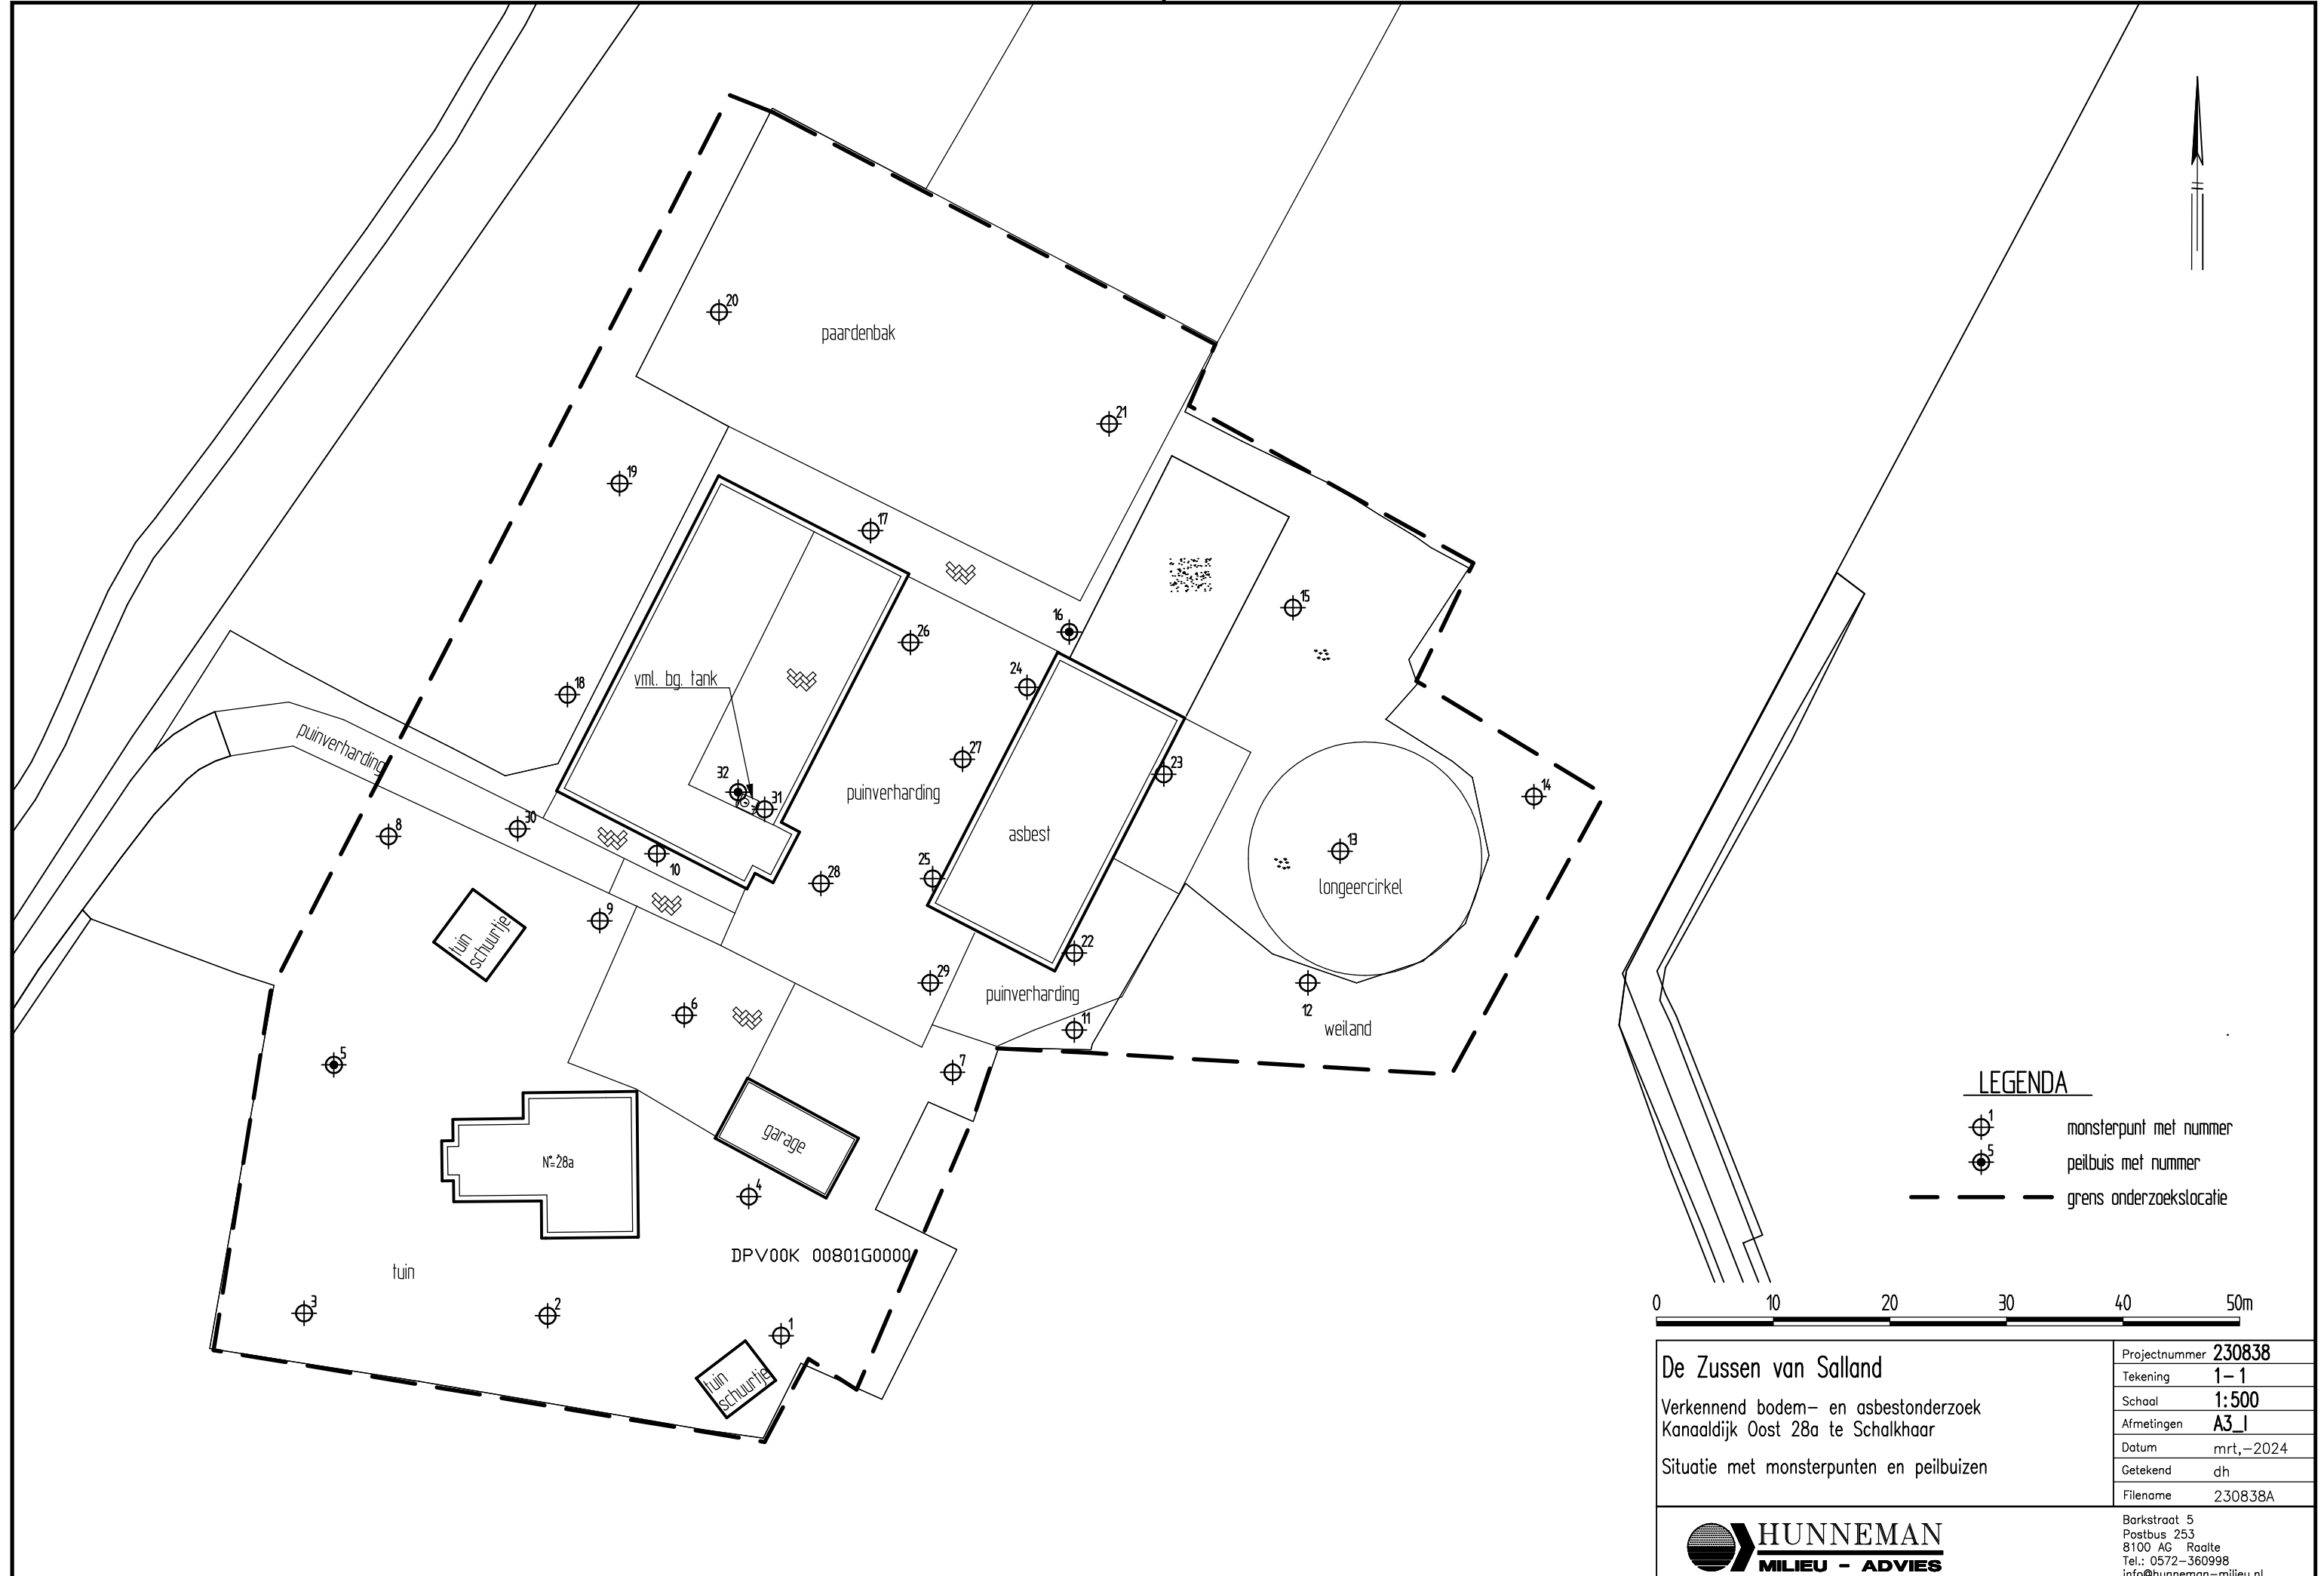 20
paardenbak
21
19
17
15
16
26
24
18
vml. bg. tank
puinverharding
27
23
32
31
14
puinverharding
8
30
asbest
13
10
25
28
longeercirkel
9
tuin
schuurtje
22
29
6
puinverharding
12
11
weiland
5
7
LEGENDA
1 monsterpunt met nummer
5 peilbuis met nummer
grens onderzoekslocatie
garage
N°=28a
4
DPV00K 00801G0000
tuin
3
2
1
tuin
schuurtje
0 10 20 30 40 50m
De Zussen van Salland
Verkennend bodem- en asbestonderzoek
Kanaaldijk Oost 28a te Schalkhaar
Situatie met monsterpunten en peilbuizen
Projectnummer 230838
Tekening 1-1
Schaal 1:500
Afmetingen A3_l
Datum mrt,-2024
Getekend dh
Filename 230838A
HUNNEMAN
MILIEU - ADVIES
Barkstraat 5
Postbus 253
8100 AG Raalte
Tel.: 0572-360998
info@hunneman-milieu.nl